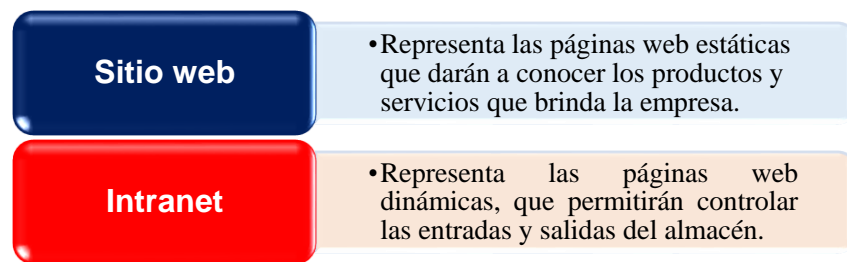 Sitio web
•Representa las páginas web estáticas
que darán a conocer los productos y
servicios que brinda la empresa.
Intranet
•Representa las páginas web
dinámicas, que permitirán controlar
las entradas y salidas del almacén.